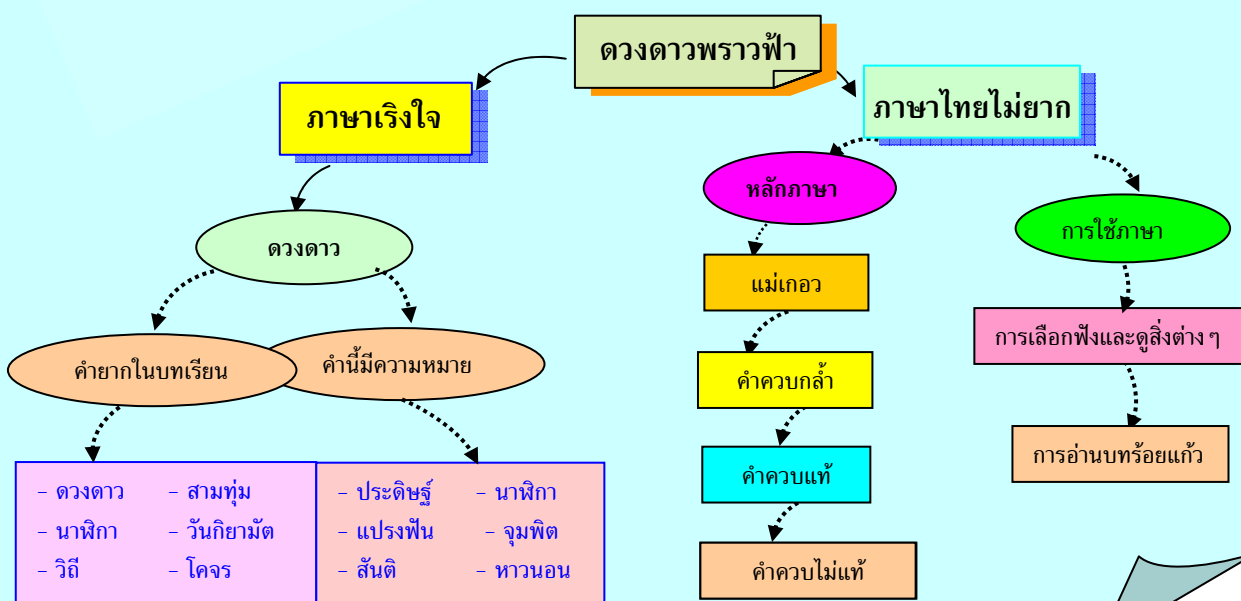 ดวงดาวพราวฟ้า
ภาษาเริงใจ
ภาษาไทยไม่ยาก
ดวงดาว
คำยากในบทเรียน
คำนี้มีความหมาย
- ดวงดาว - สามทุ่ม
- นาฬิกา - วันกิยามัต
- วิถี - โคจร
- ประดิษฐ์ - นาฬิกา
- แปรงฟัน - จุมพิต
- สันติ - หาวนอน
หลักภาษา
แม่เกอว
คำควบกล้ำ
คำควบแท้
คำควบไม่แท้
การใช้ภาษา
การเลือกฟังและดูสิ่งต่าง ๆ
การอ่านบทร้อยแก้ว